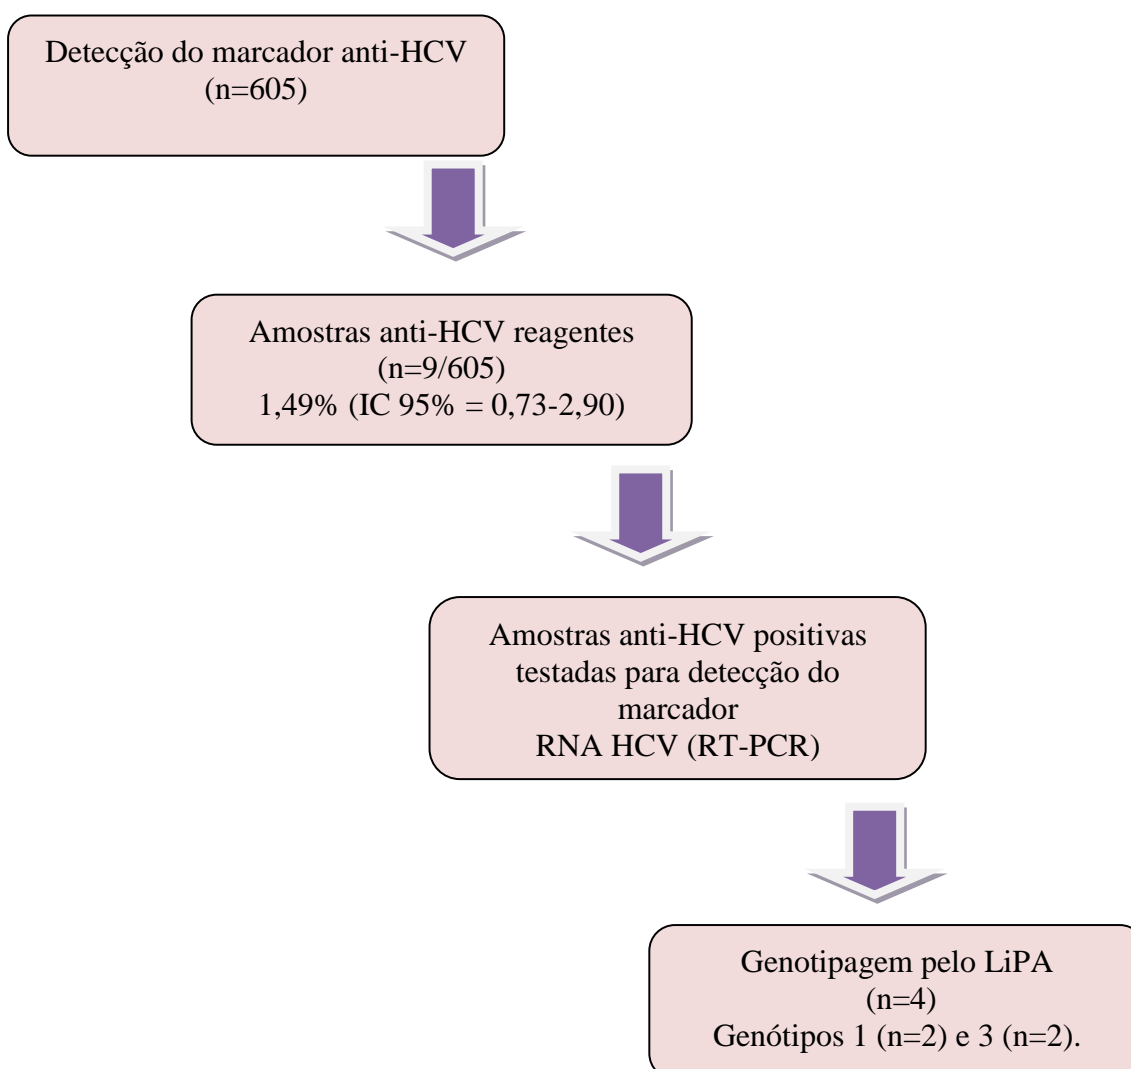 Detecção do marcador anti-HCV
(n=605)
Amostras anti-HCV reagentes
(n=9/605)
1,49% (IC 95% = 0,73-2,90)
Amostras anti-HCV positivas
testadas para detecção do
marcador
RNA HCV (RT-PCR)
Genotipagem pelo LiPA
(n=4)
Genótipos 1 (n=2) e 3 (n=2).